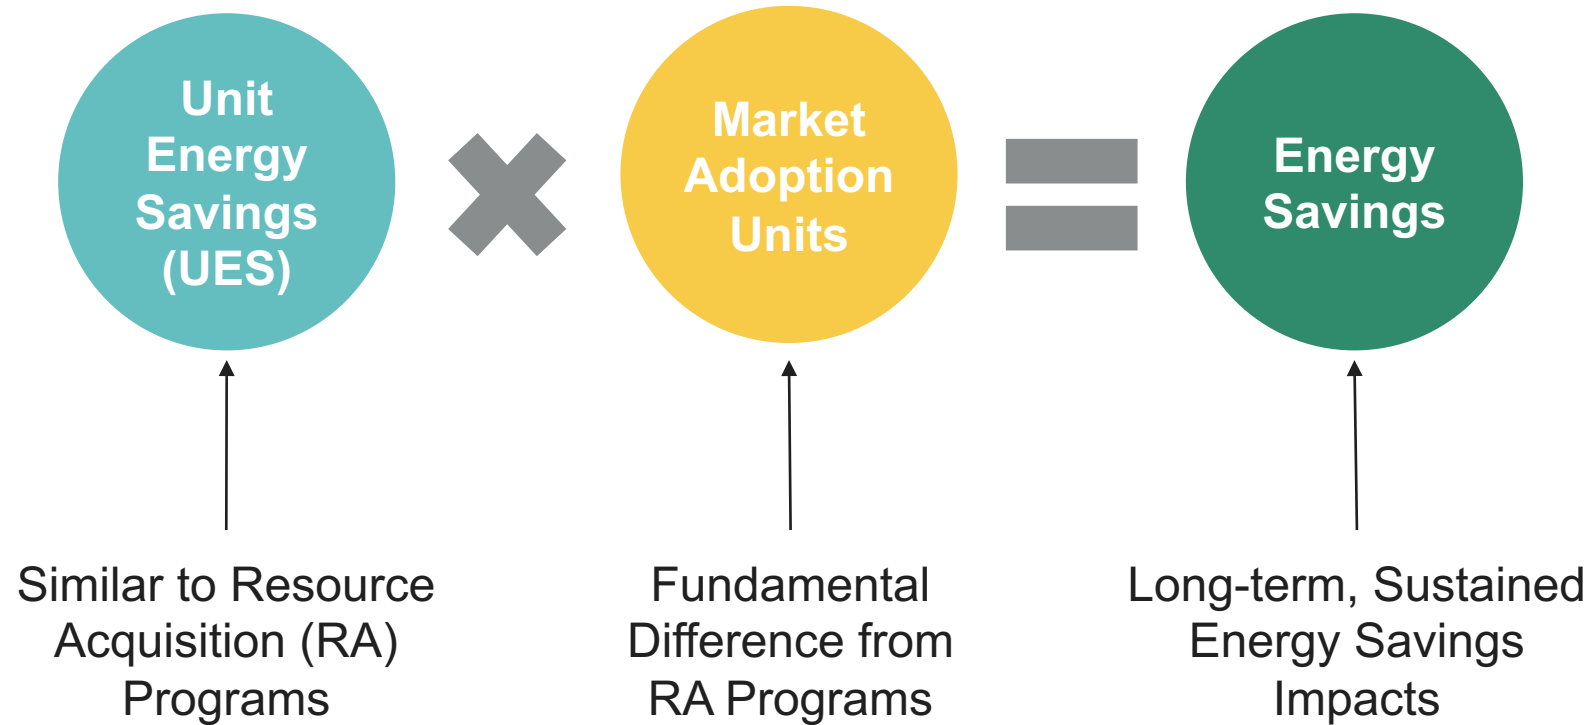 Unit
Energy
Savings
(UES)
Market
Adoption
Units
Energy
Savings
Similar to Resource
Acquisition (RA)
Programs
Fundamental
Difference from
RA Programs
Long-term, Sustained
Energy Savings
Impacts